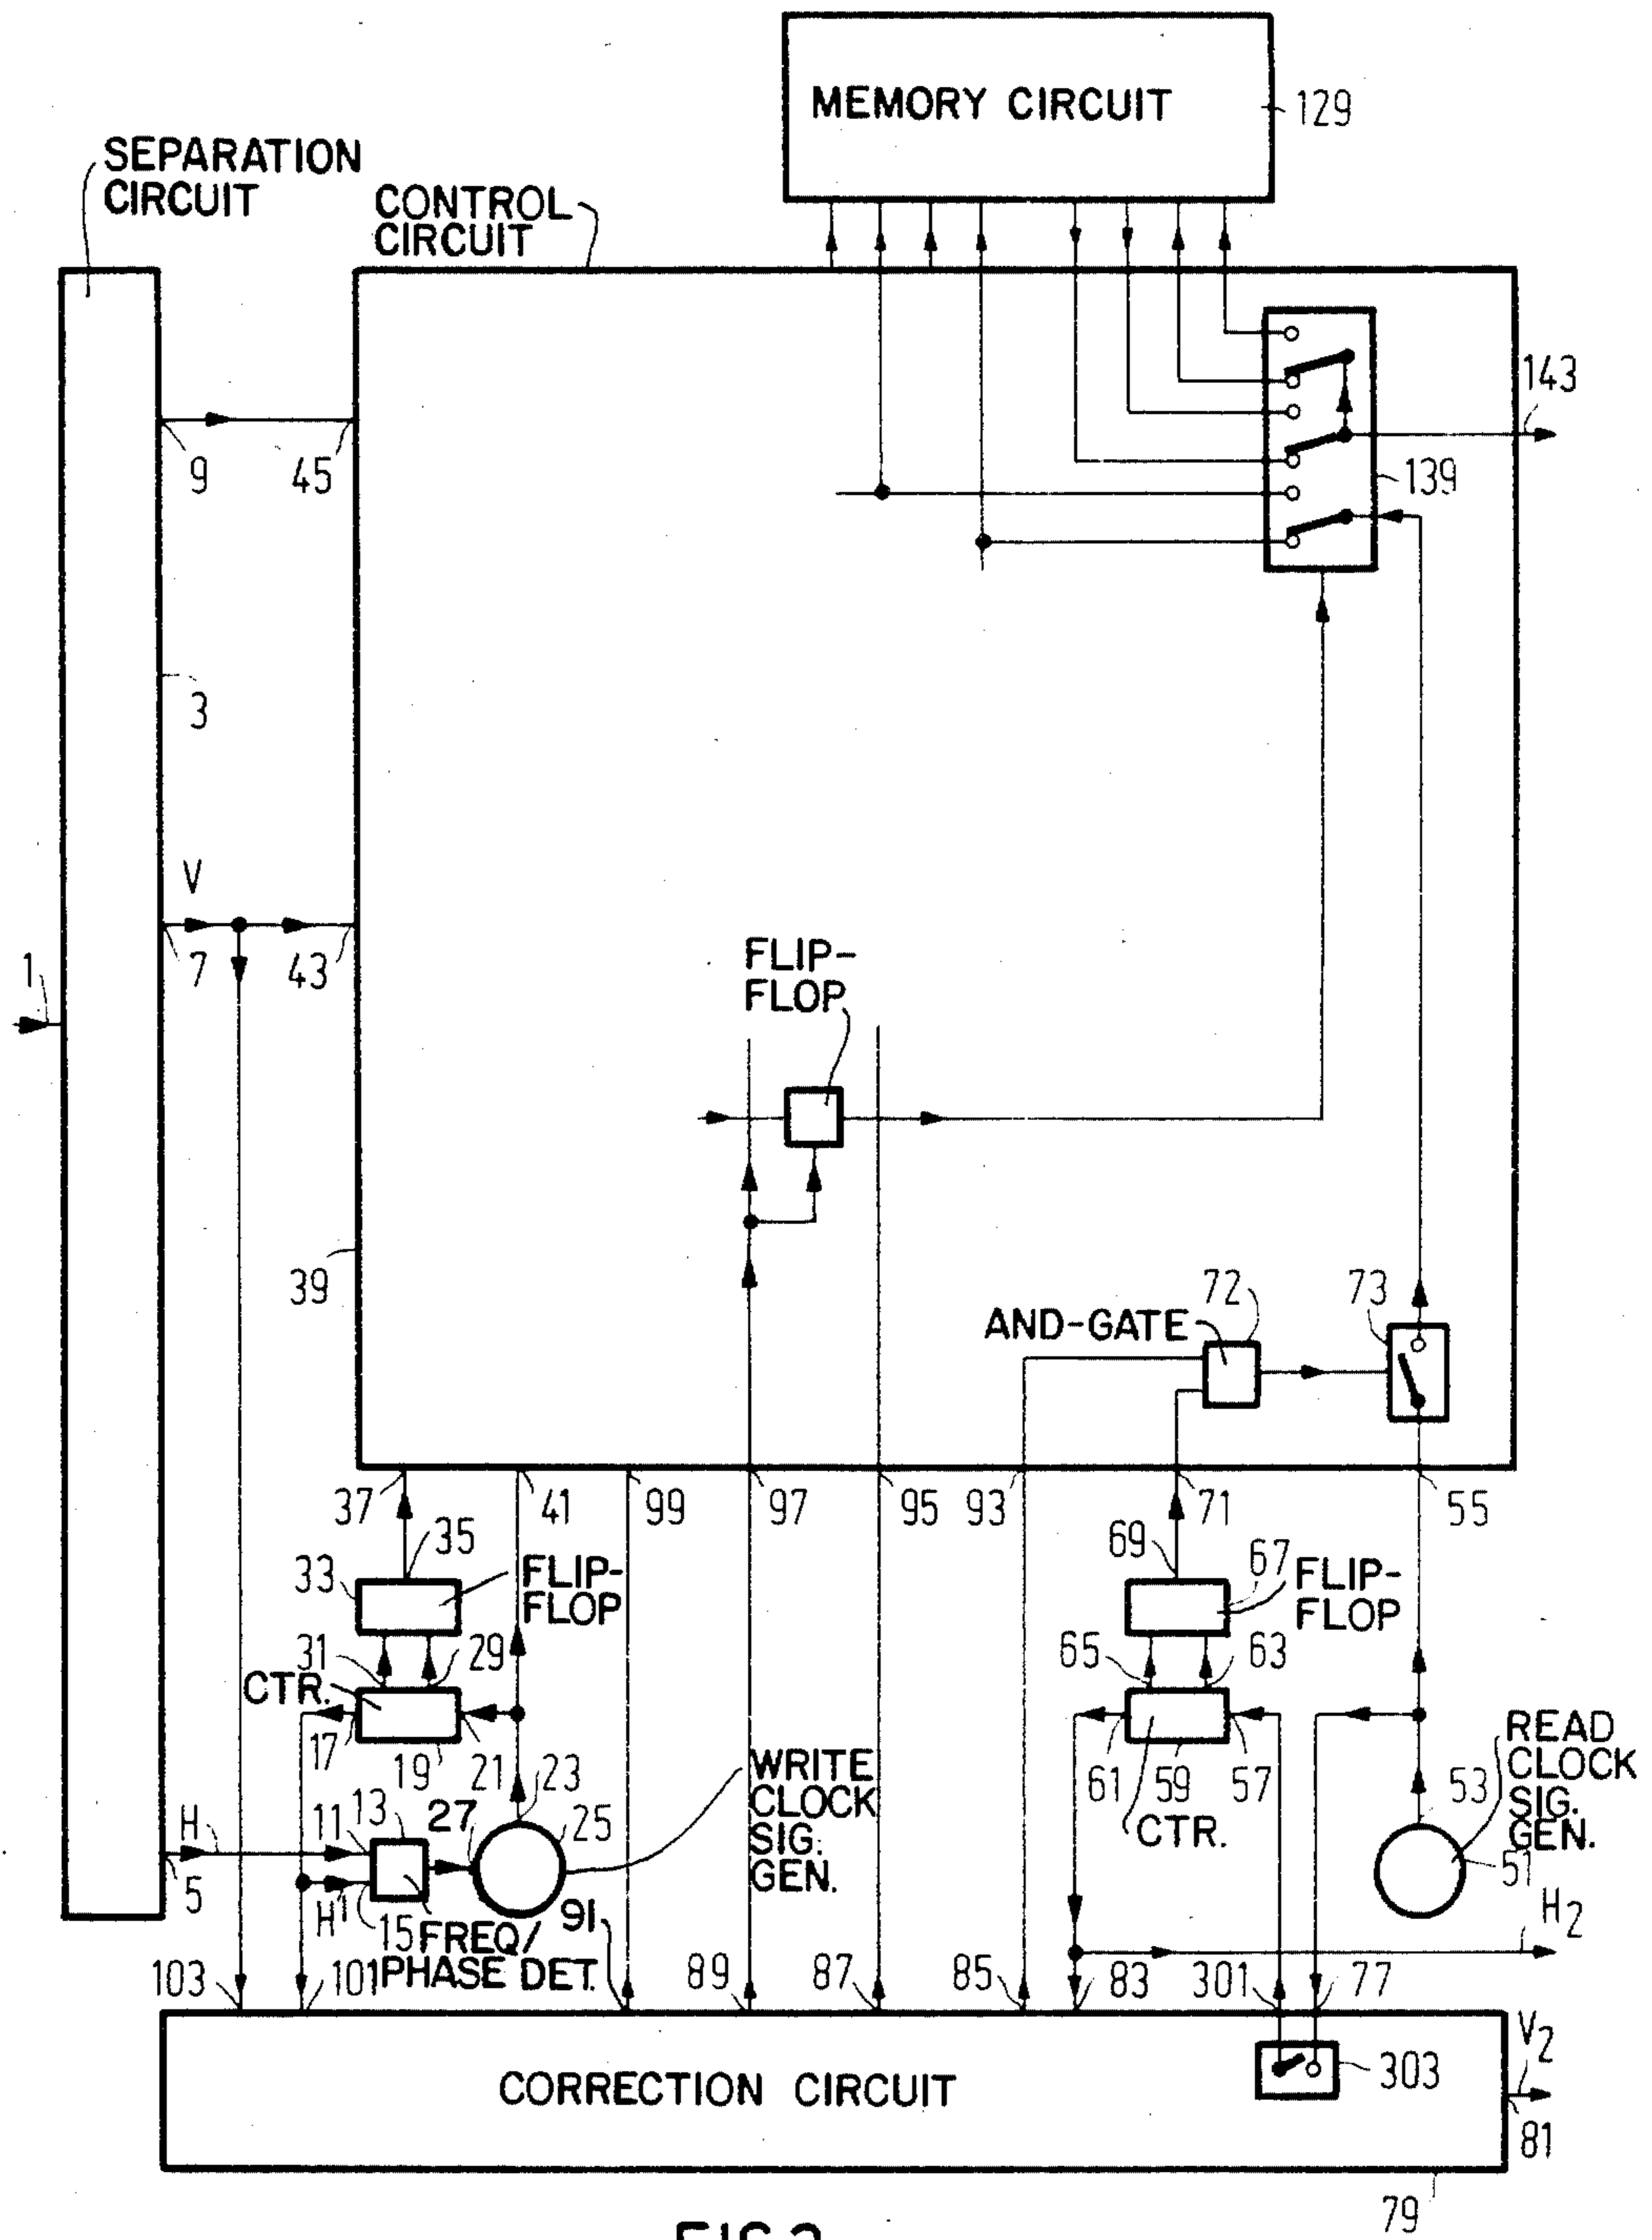 MEMORY CIRCUIT
129
SEPARATION
CIRCUIT
CONTROL
CIRCUIT
143
9
45
139
3
V
7
43
1
FLIP-
FLOP
39
72
73
AND-GATE
37
41
99
97
95
93
71
55
35
69
33
FLIP-
FLOP
67
FLIP-
FLOP
31
29
65
63
CTR.
17
19
21
23
WRITE
CLOCK
SIG.
GEN.
61
59
57
CTR.
53
READ
CLOCK
SIG.
GEN.
51
H
11
13
27
25
5
H'
15
FREQ/
PHASE DET.
91
H2
103
101
89
87
85
83
301
77
V2
303
CORRECTION CIRCUIT
81
79
FIG.2